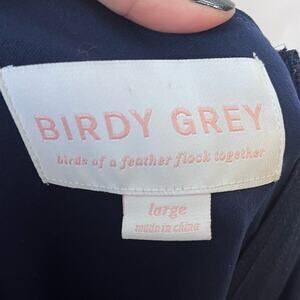 BIRDY GREY
birds of a feather flock together
large
made in china